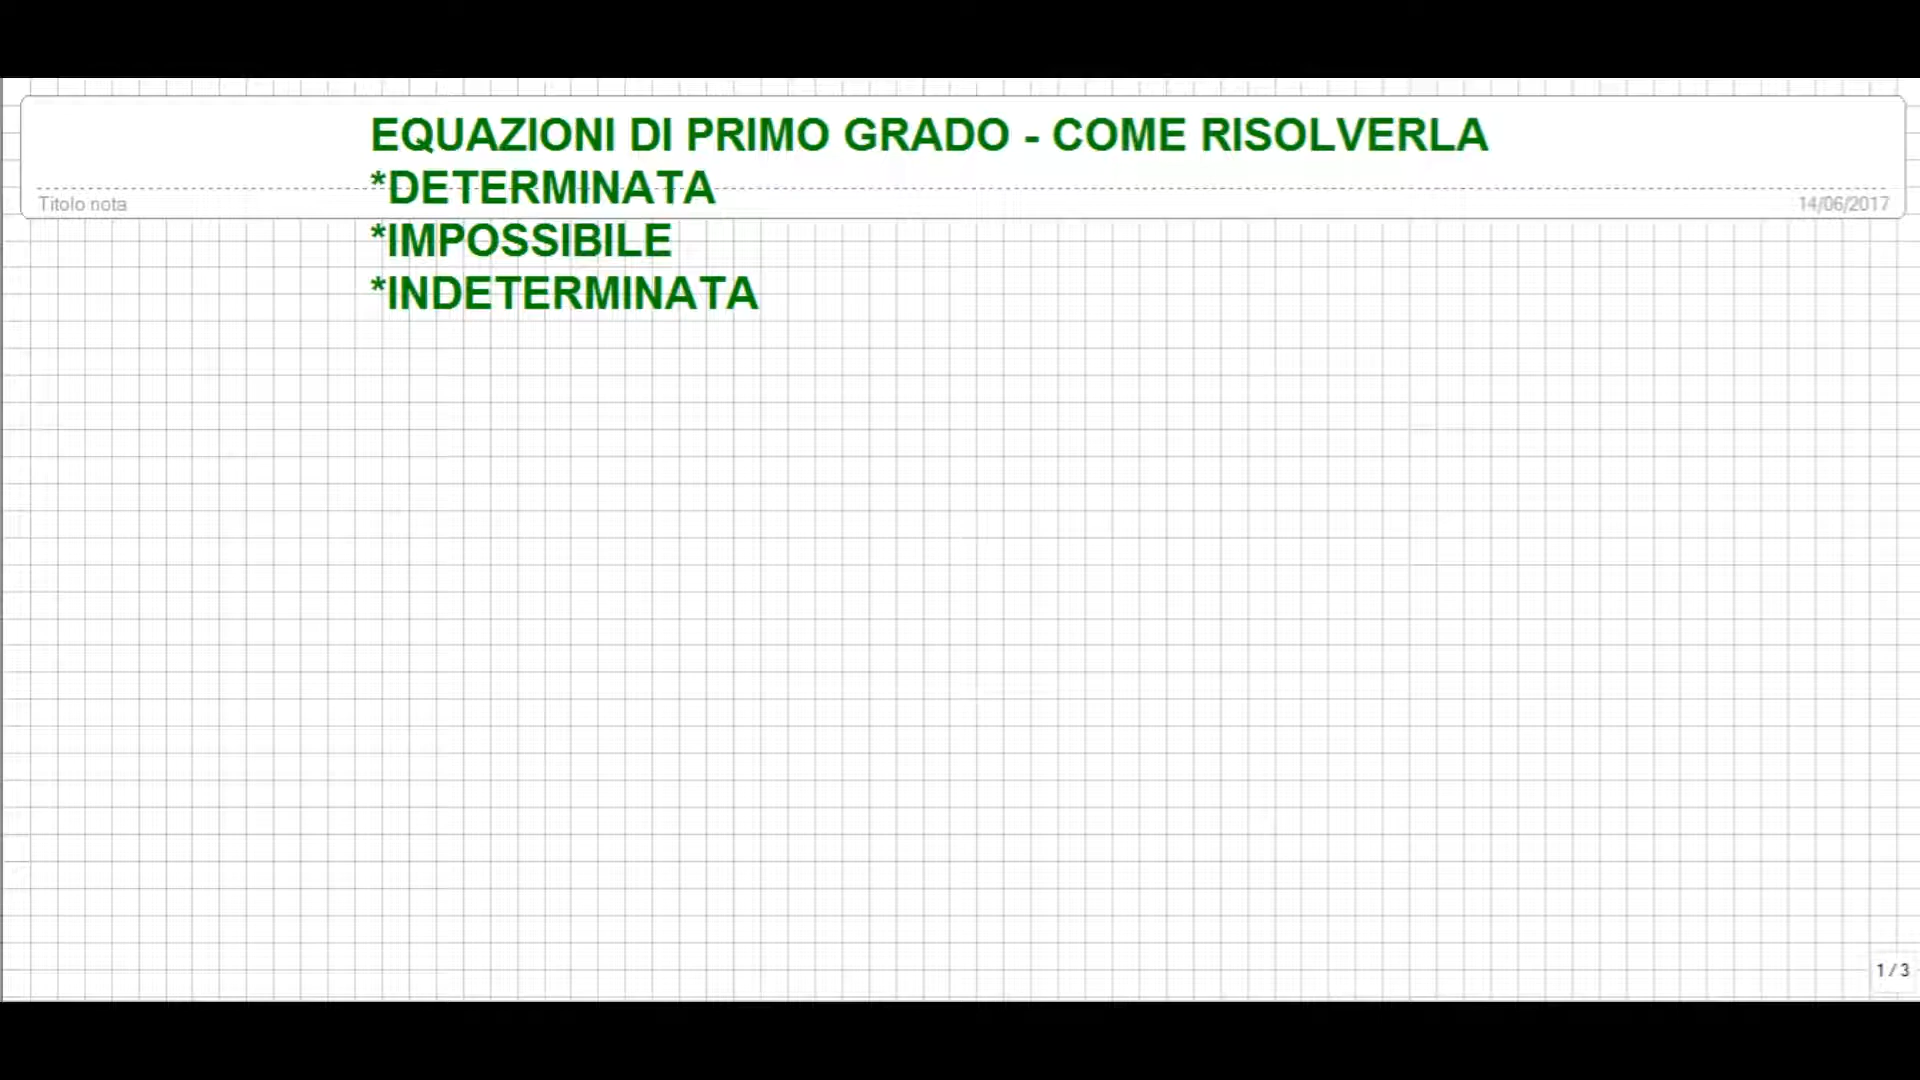 EQUAZIONI DI PRIMO GRADO - COME RISOLVERLA
*DETERMINATA
Titolo nota
14/06/2017
*IMPOSSIBILE
*INDETERMINATA
1 / 3